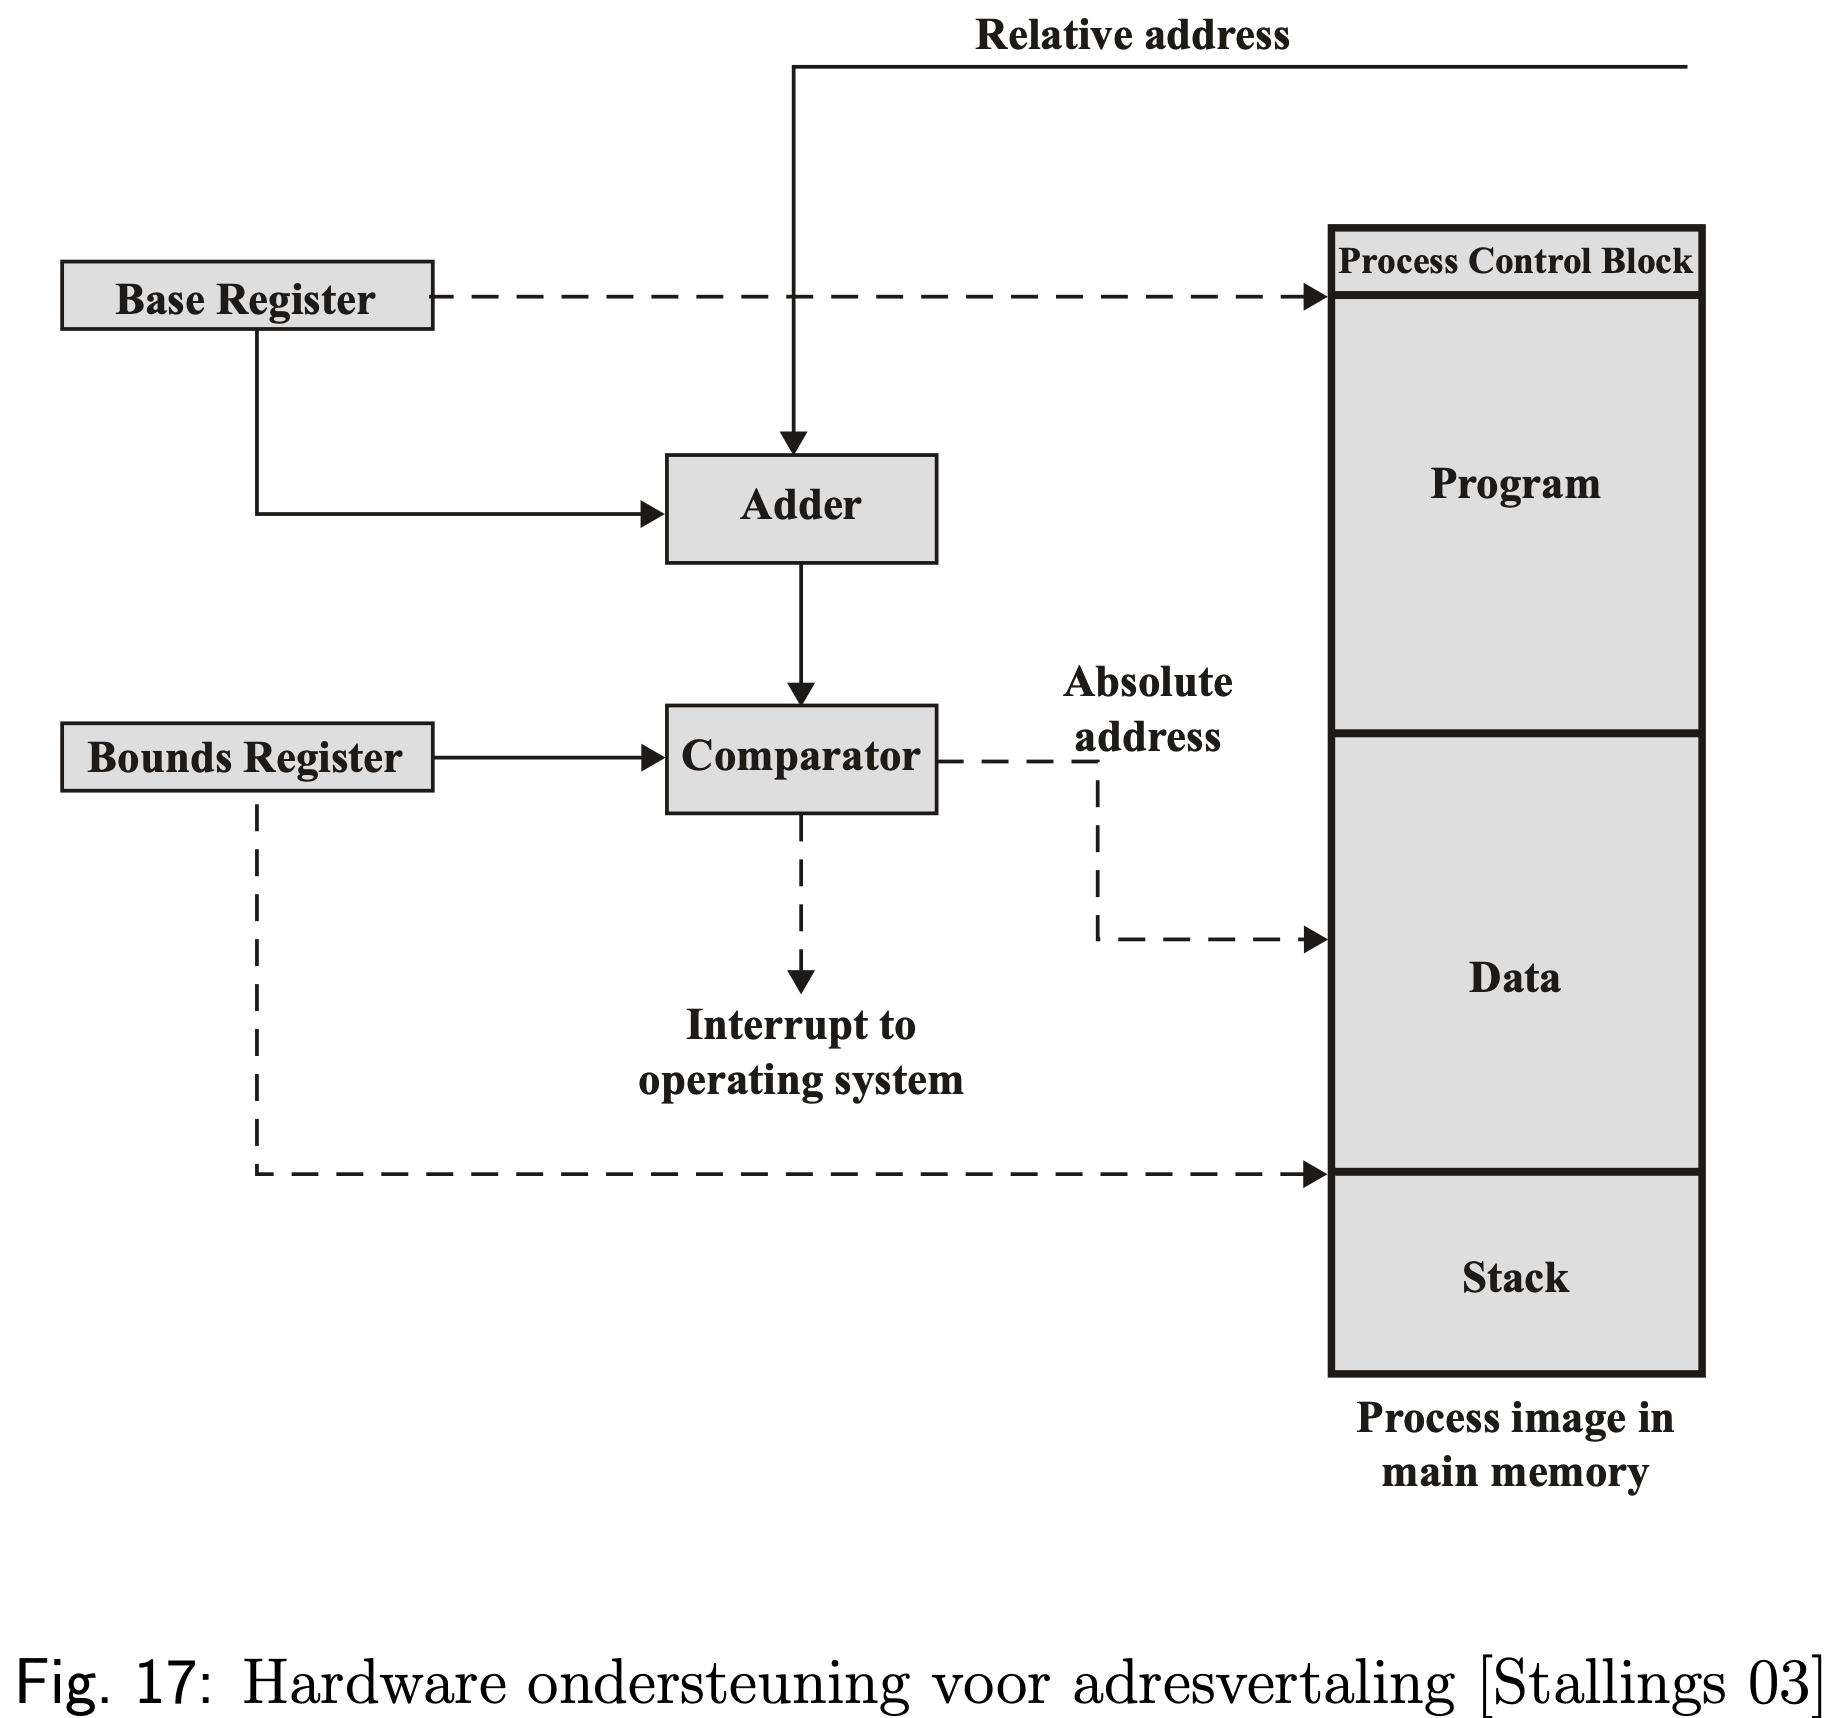 Relative address
Process Control Block
Base Register
Program
Adder
Absolute
address
Bounds Register
Comparator
Data
Interrupt to
operating system
Stack
Process image in
main memory
Fig. 17: Hardware ondersteuning voor adresvertaling [Stallings 03]